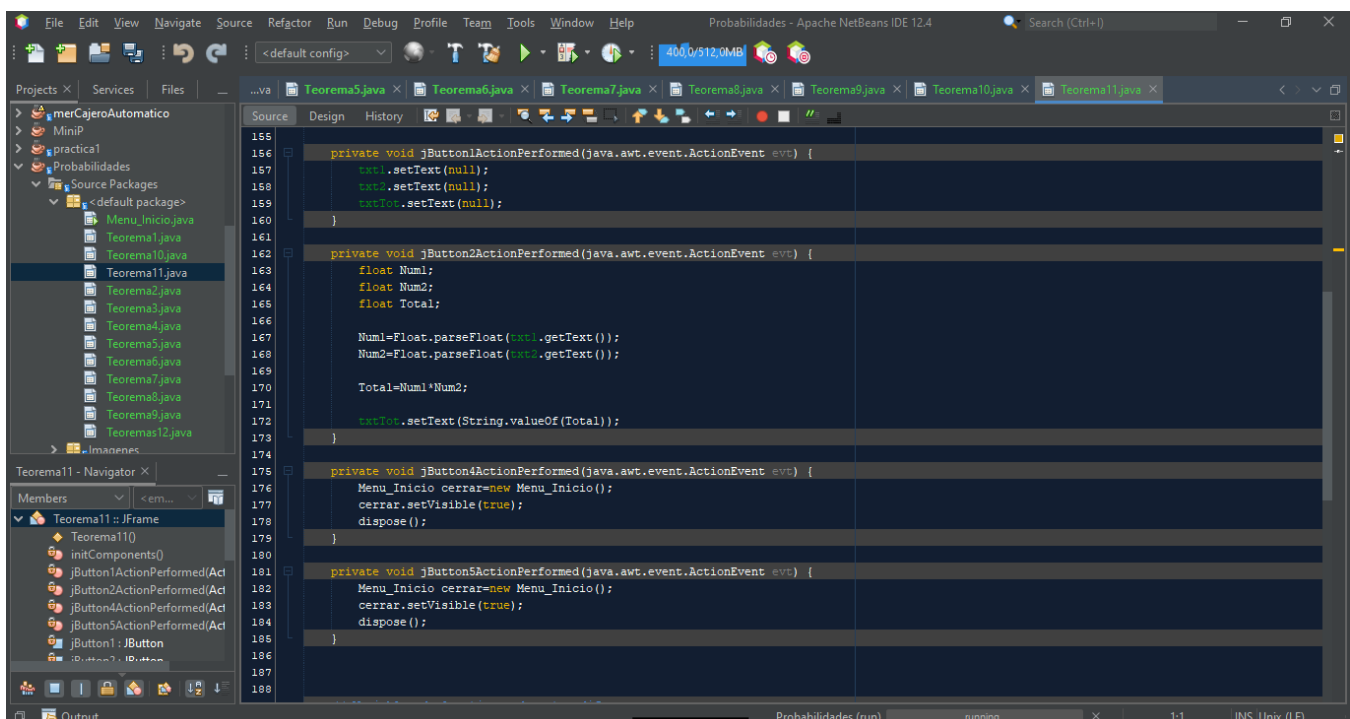 File Edit View Navigate Source Refactor Run Debug Profile Team Tools Window Help Probabilidades - Apache NetBeans IDE 12.4 Search (Ctrl+I)
<default config> 400,0/512,0MB
Projects Services Files
...va Teorema5.java Teorema6.java Teorema7.java Teorema8.java Teorema9.java Teorema10.java Teorema11.java
Source Design History
merCajeroAutomatico
MiniP
practica1
Probabilidades
Source Packages
<default package>
Menu_Inicio.java
Teorema1.java
Teorema10.java
Teorema11.java
Teorema2.java
Teorema3.java
Teorema4.java
Teorema5.java
Teorema6.java
Teorema7.java
Teorema8.java
Teorema9.java
Teoremas12.java
Imagenes
Teorema11 - Navigator
Members <em...
Teorema11 :: JFrame
Teorema11()
initComponents()
jButton1ActionPerformed(Act
jButton2ActionPerformed(Act
jButton4ActionPerformed(Act
jButton5ActionPerformed(Act
jButton1 : JButton
jButton2 : JButton
155
156 private void jButton1ActionPerformed(java.awt.event.ActionEvent evt) {
157 txt1.setText(null);
158 txt2.setText(null);
159 txtTot.setText(null);
160 }
161
162 private void jButton2ActionPerformed(java.awt.event.ActionEvent evt) {
163 float Num1;
164 float Num2;
165 float Total;
166
167 Num1=Float.parseFloat(txt1.getText());
168 Num2=Float.parseFloat(txt2.getText());
169
170 Total=Num1*Num2;
171
172 txtTot.setText(String.valueOf(Total));
173 }
174
175 private void jButton4ActionPerformed(java.awt.event.ActionEvent evt) {
176 Menu_Inicio cerrar=new Menu_Inicio();
177 cerrar.setVisible(true);
178 dispose();
179 }
180
181 private void jButton5ActionPerformed(java.awt.event.ActionEvent evt) {
182 Menu_Inicio cerrar=new Menu_Inicio();
183 cerrar.setVisible(true);
184 dispose();
185 }
186
187
188
Output Probabilidades (run) running... 1:1 INS Unix (LF)